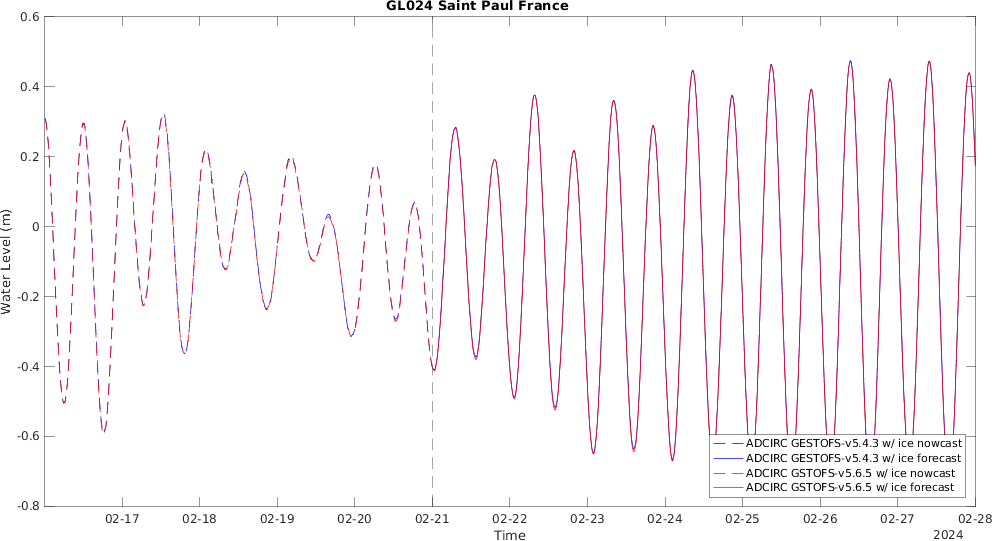 GL024 Saint Paul France
0.6
0.4
0.2
0
-0.2
-0.4
-0.6
-0.8
Water Level (m)
02-17 02-18 02-19 02-20 02-21 02-22 02-23 02-24 02-25 02-26 02-27 02-28
Time
2024
ADCIRC GESTOFS-v5.4.3 w/ ice nowcast
ADCIRC GESTOFS-v5.4.3 w/ ice forecast
ADCIRC GSTOFS-v5.6.5 w/ ice nowcast
ADCIRC GSTOFS-v5.6.5 w/ ice forecast